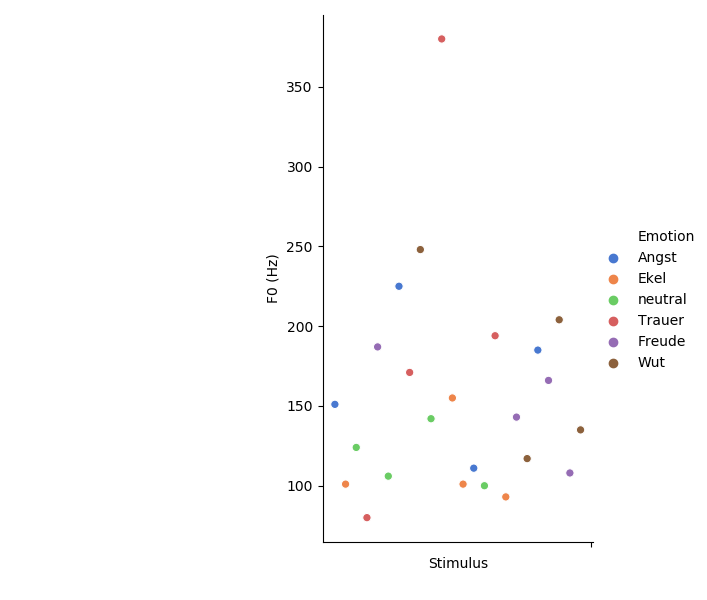 350
300
250
200
150
100
F0 (Hz)
Stimulus
Emotion
Angst
Ekel
neutral
Trauer
Freude
Wut